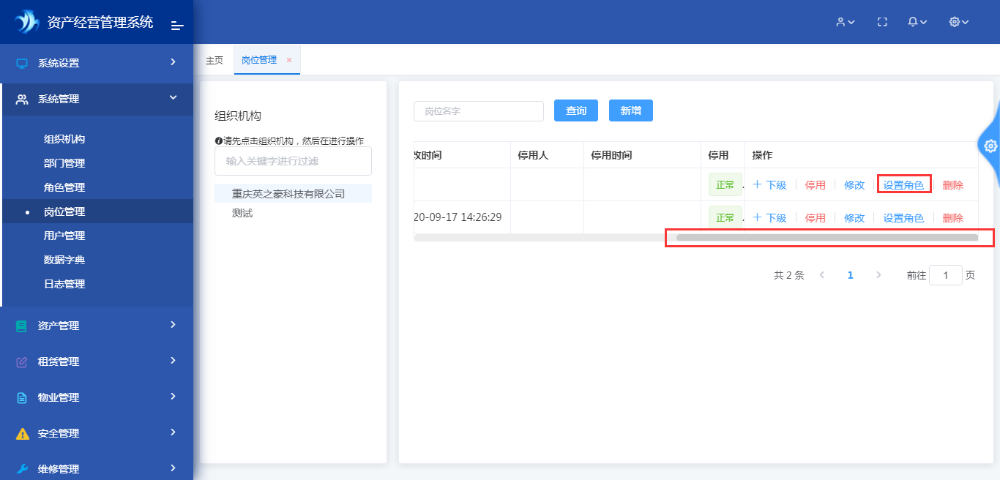 资产经营管理系统
系统设置
系统管理
组织机构
部门管理
角色管理
岗位管理
用户管理
数据字典
日志管理
资产管理
租赁管理
物业管理
安全管理
维修管理
主页 岗位管理 ×
组织机构
请先点击组织机构，然后在进行操作
输入关键字进行过滤
重庆英之豪科技有限公司
测试
岗位名字 查询 新增
改时间 停用人 停用时间 停用 操作
正常 + 下级 停用 修改 设置角色 删除
20-09-17 14:26:29 正常 + 下级 停用 修改 设置角色 删除
共 2 条 < 1 > 前往 1 页